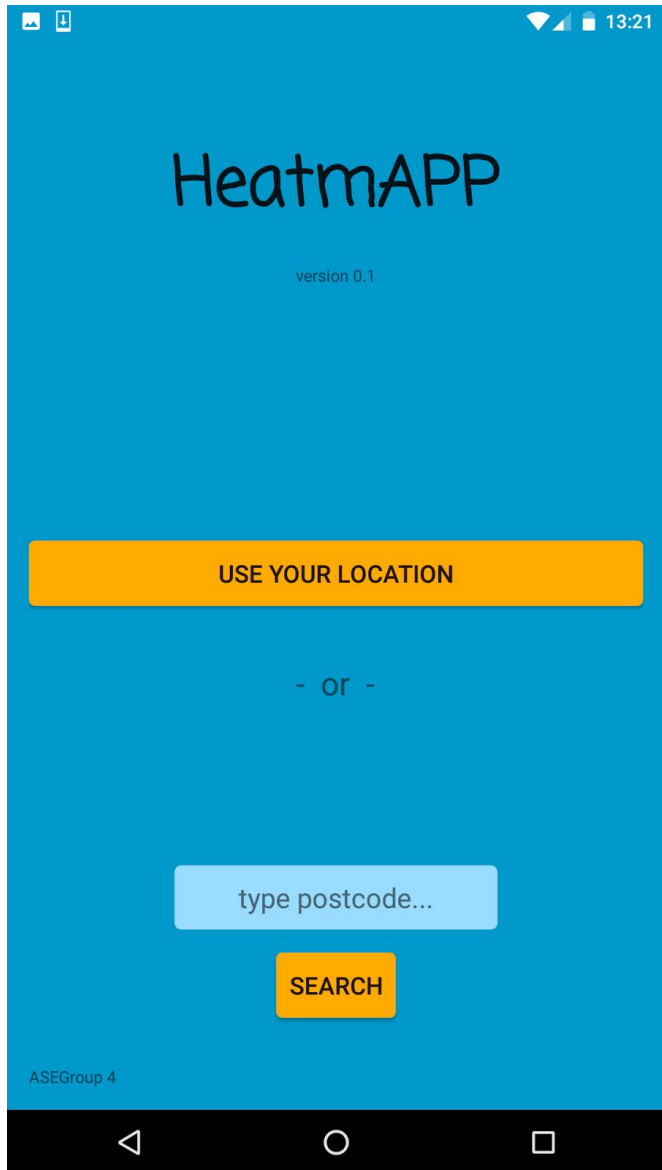 13:21
HeatmAPP
version 0.1
USE YOUR LOCATION
- or -
type postcode...
SEARCH
ASEGroup 4